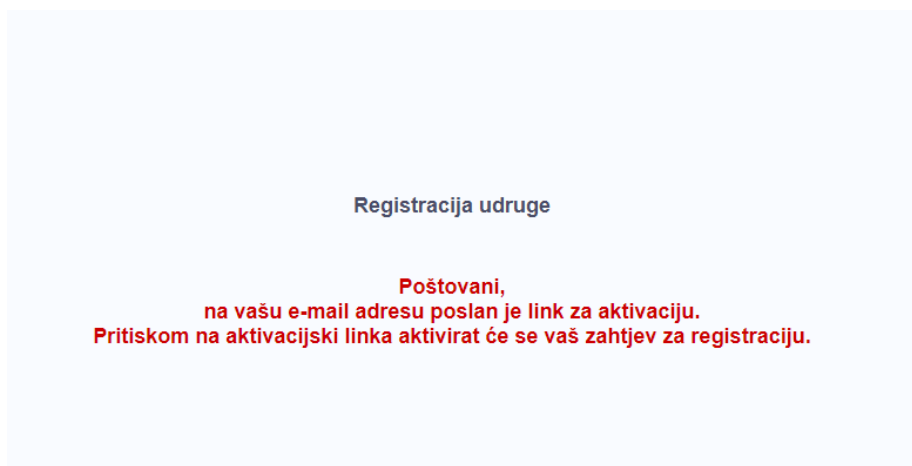 Registracija udruge
Poštovani,
na vašu e-mail adresu poslan je link za aktivaciju.
Pritiskom na aktivacijski linka aktivirat će se vaš zahtjev za registraciju.